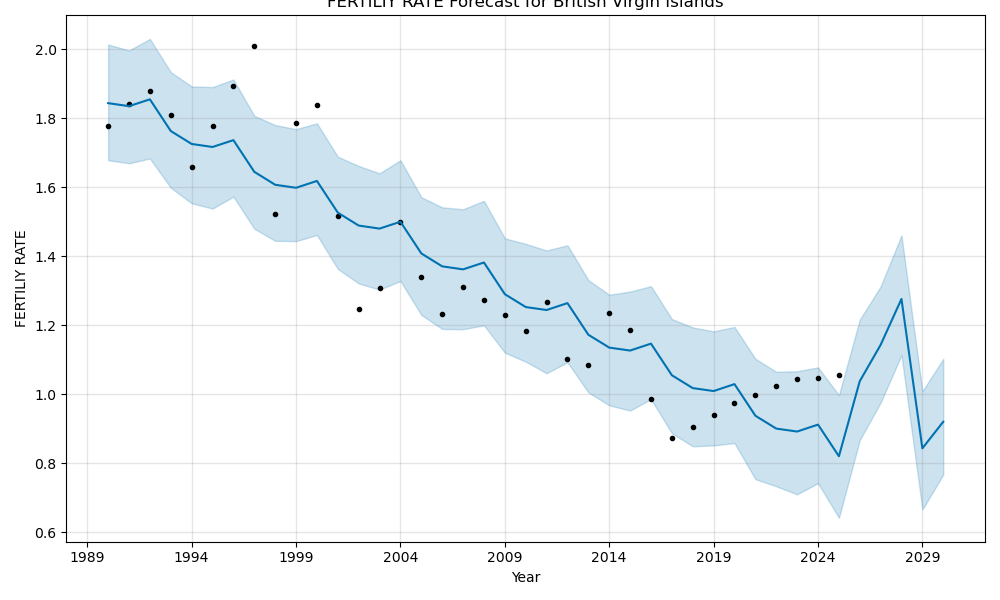 FERTILIY RATE Forecast for British Virgin Islands
2.0
1.8
1.6
1.4
1.2
1.0
0.8
0.6
FERTILIY RATE
1989 1994 1999 2004 2009 2014 2019 2024 2029
Year